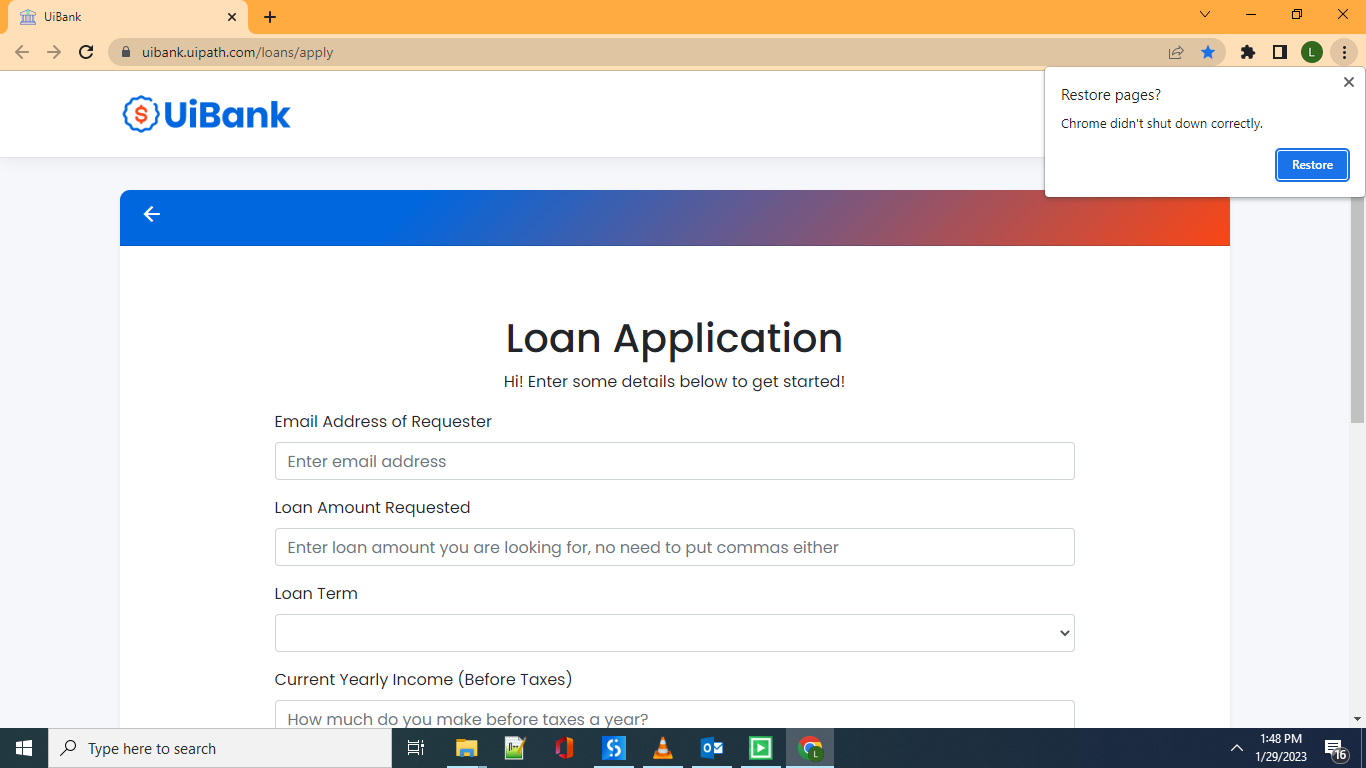 UiBank
uibank.uipath.com/loans/apply
L
Restore pages?
Chrome didn't shut down correctly.
Restore
$ UiBank
Loan Application
Hi! Enter some details below to get started!
Email Address of Requester
Enter email address
Loan Amount Requested
Enter loan amount you are looking for, no need to put commas either
Loan Term
Current Yearly Income (Before Taxes)
How much do you make before taxes a year?
Type here to search
L
1:48 PM
1/29/2023
16